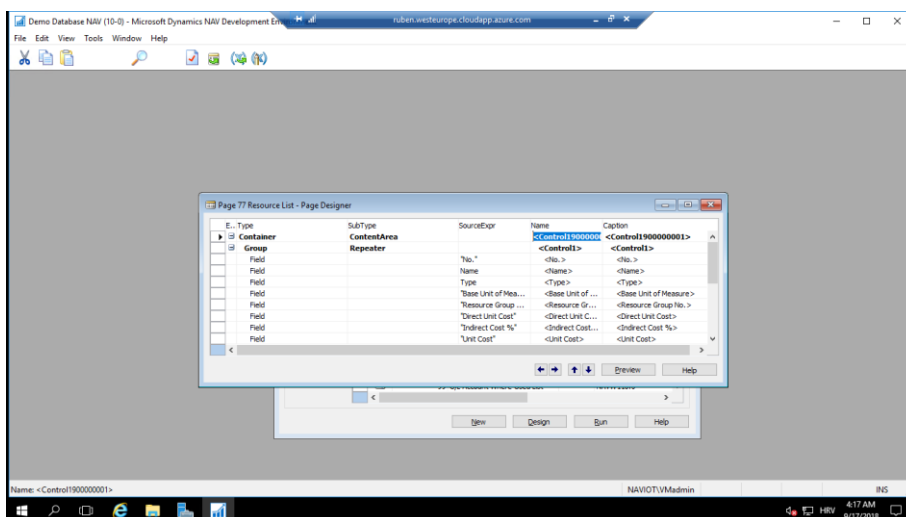 Demo Database NAV (10-0) - Microsoft Dynamics NAV Development En
ruben.westeurope.cloudapp.azure.com
File Edit View Tools Window Help
Page 77 Resource List - Page Designer
E... Type SubType SourceExpr Name Caption
Container ContentArea <Control1900000 <Control1900000001>
Group Repeater <Control1> <Control1>
Field "No." <No.> <No.>
Field Name <Name> <Name>
Field Type <Type> <Type>
Field "Base Unit of Mea... <Base Unit of ... <Base Unit of Measure>
Field "Resource Group ... <Resource Gr... <Resource Group No.>
Field "Direct Unit Cost" <Direct Unit C... <Direct Unit Cost>
Field "Indirect Cost %" <Indirect Cost... <Indirect Cost %>
Field "Unit Cost" <Unit Cost> <Unit Cost>
Preview Help
New Design Run Help
Name: <Control1900000001> NAVIOT\VMadmin INS
HRV 4:17 AM
9/17/2018